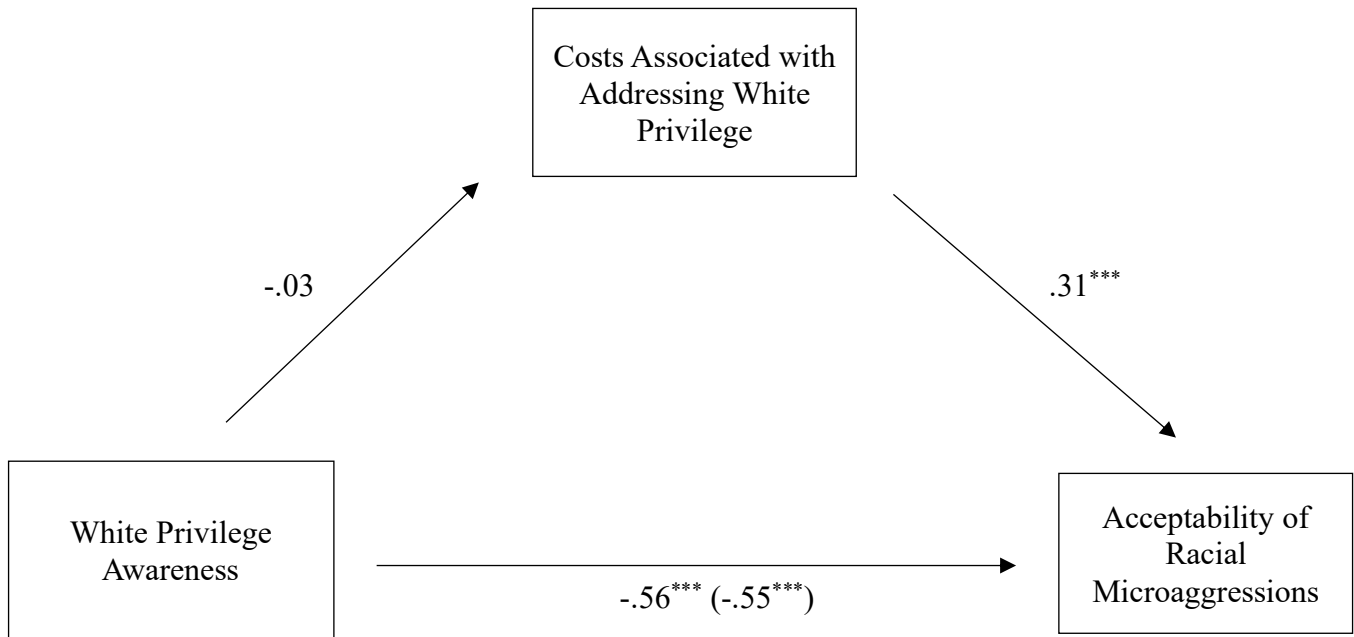 Costs Associated with
Addressing White
Privilege
-.03
.31***
White Privilege
Awareness
-.56*** (-.55***)
Acceptability of
Racial
Microaggressions